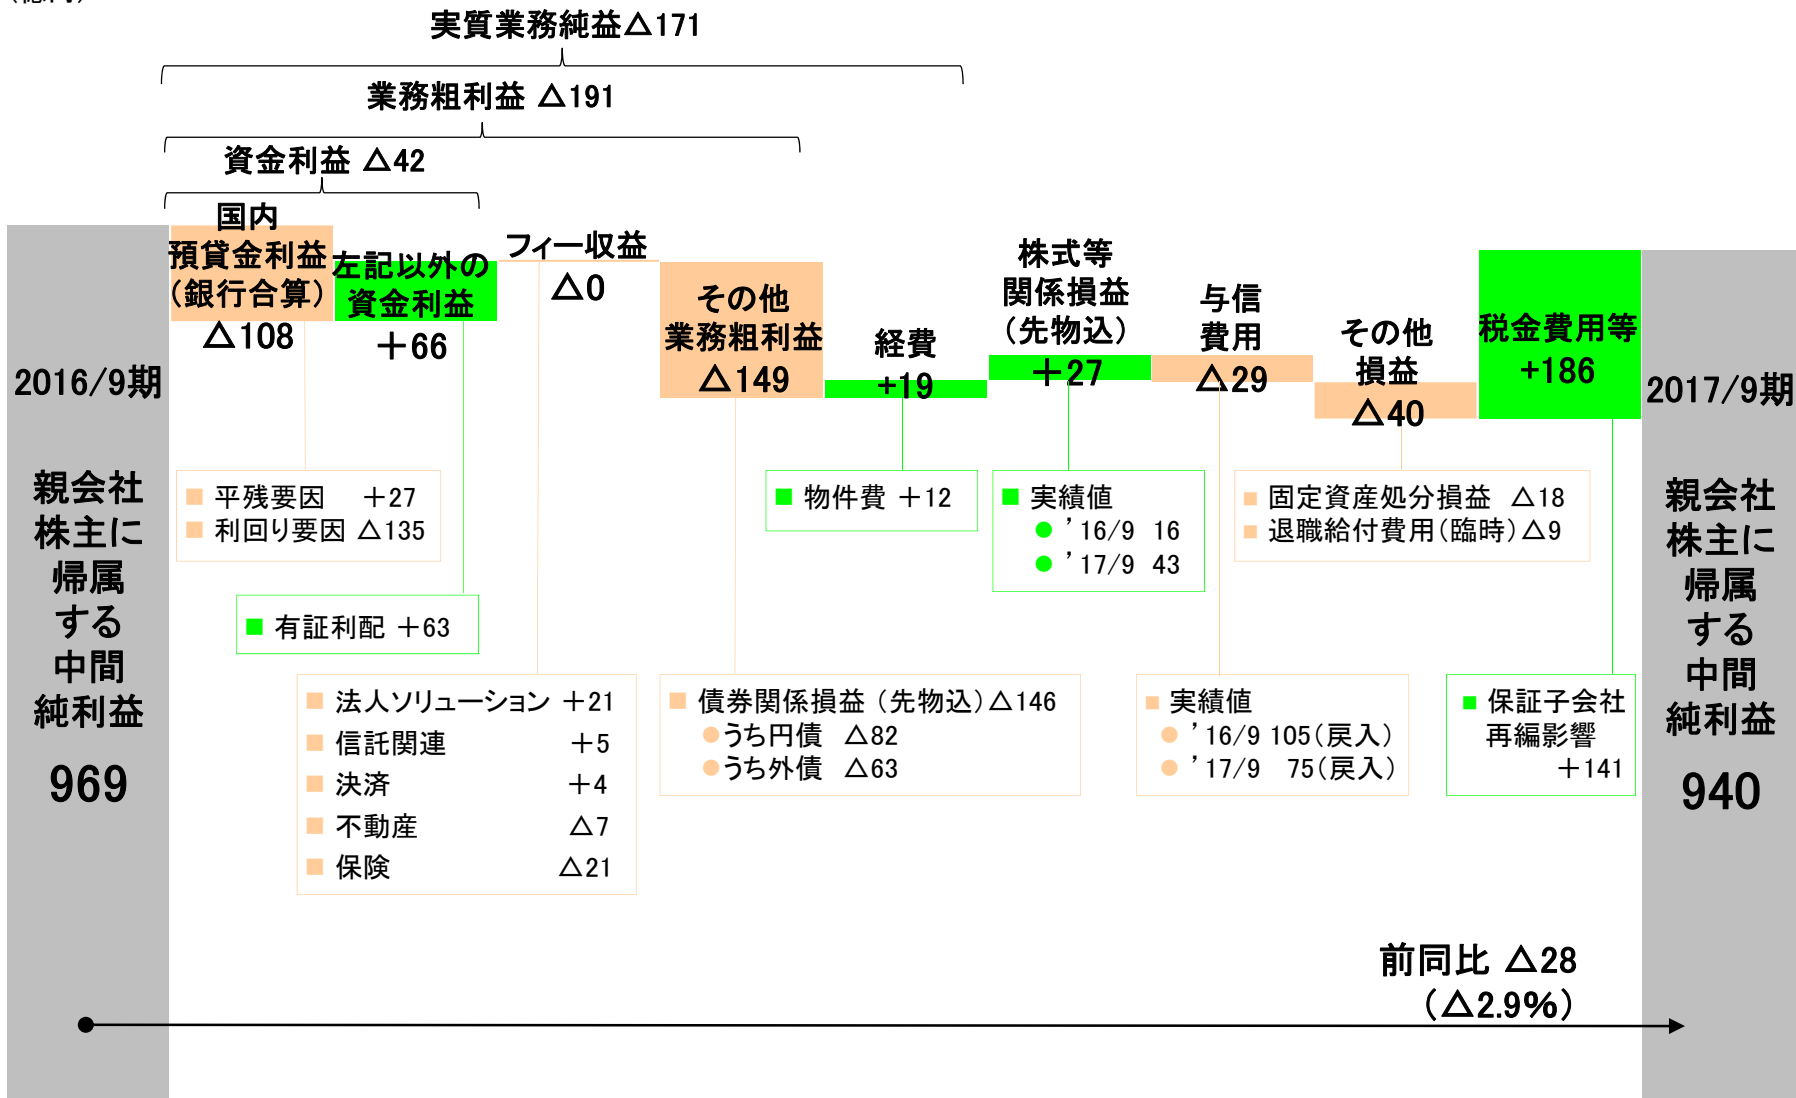 実質業務純益△171
業務粗利益 △191
資金利益 △42
2016/9期
親会社
株主に
帰属
する
中間
純利益
969
国内
預貸金利益
(銀行合算)
△108
左記以外の
資金利益
＋66
フィー収益
△0
その他
業務粗利益
△149
経費
+19
株式等
関係損益
(先物込)
＋27
与信
費用
△29
その他
損益
△40
税金費用等
+186
2017/9期
親会社
株主に
帰属
する
中間
純利益
940
平残要因 ＋27
利回り要因 △135
有証利配 ＋63
法人ソリューション ＋21
信託関連 ＋5
決済 ＋4
不動産 △7
保険 △21
債券関係損益 (先物込)△146
うち円債 △82
うち外債 △63
物件費 ＋12
実績値
’16/9 16
’17/9 43
実績値
’16/9 105(戻入)
’17/9 75(戻入)
固定資産処分損益 △18
退職給付費用(臨時)△9
保証子会社
再編影響
＋141
前同比 △28
(△2.9%)